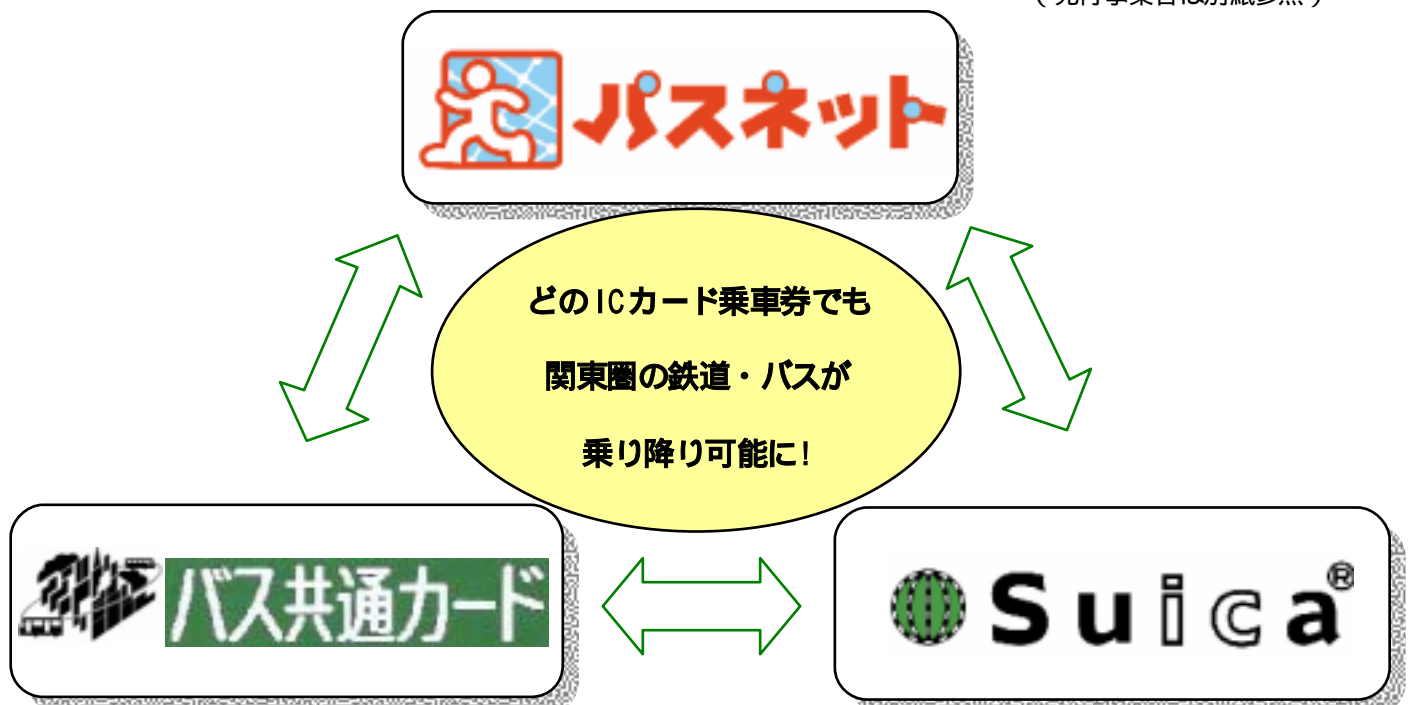 パスネット
どのICカード乗車券でも
関東圏の鉄道・バスが
乗り降り可能に!
バス共通カード
Suica®